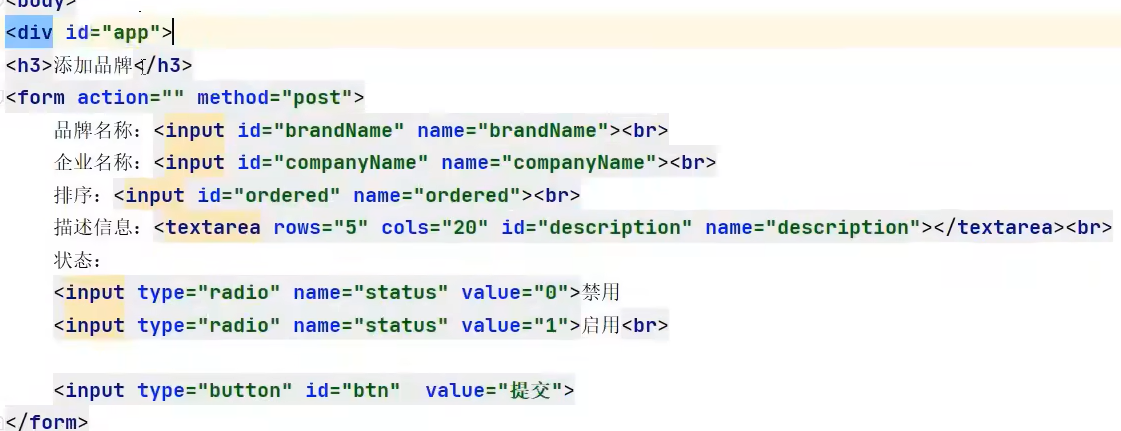 <body>
<div id="app">
<h3>添加品牌</h3>
<form action="" method="post">
品牌名称：<input id="brandName" name="brandName"><br>
企业名称：<input id="companyName" name="companyName"><br>
排序：<input id="ordered" name="ordered"><br>
描述信息：<textarea rows="5" cols="20" id="description" name="description"></textarea><br>
状态：
<input type="radio" name="status" value="0">禁用
<input type="radio" name="status" value="1">启用<br>
<input type="button" id="btn"  value="提交">
</form>